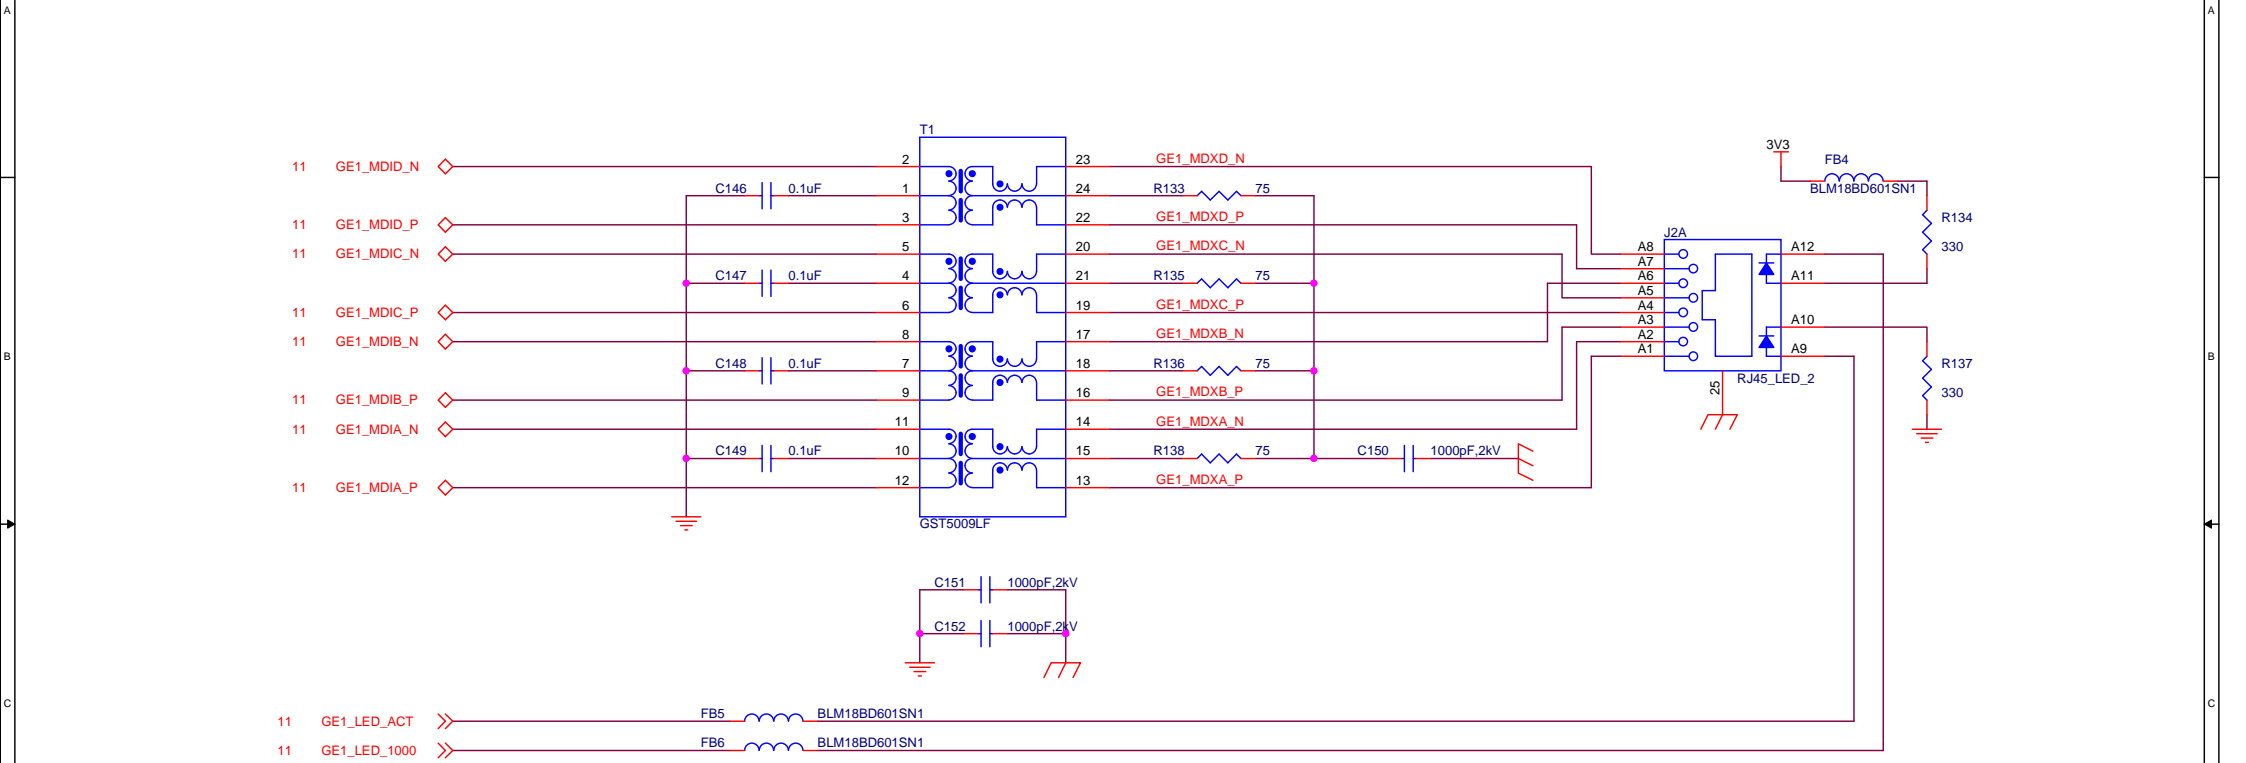 A A
T1
11 GE1_MDID_N 2 23 GE1_MDXD_N
3V3
FB4
BLM18BD601SN1
C146 0.1uF 1 24 R133 75
11 GE1_MDID_P 3 22 GE1_MDXD_P
R134
330
J2A
11 GE1_MDIC_N 5 20 GE1_MDXC_N
A8 A12
A7
C147 0.1uF 4 21 R135 75
A6 A11
A5
11 GE1_MDIC_P 6 19 GE1_MDXC_P
A4
A3 A10
11 GE1_MDIB_N 8 17 GE1_MDXB_N
A2
A1 A9
B B
C148 0.1uF 7 18 R136 75
R137
330
RJ45_LED_2
25
11 GE1_MDIB_P 9 16 GE1_MDXB_P
11 GE1_MDIA_N 11 14 GE1_MDXA_N
C149 0.1uF 10 15 R138 75 C150 1000pF,2kV
11 GE1_MDIA_P 12 13 GE1_MDXA_P
GST5009LF
C151 1000pF,2kV
C152 1000pF,2kV
C C
11 GE1_LED_ACT FB5 BLM18BD601SN1
11 GE1_LED_1000 FB6 BLM18BD601SN1